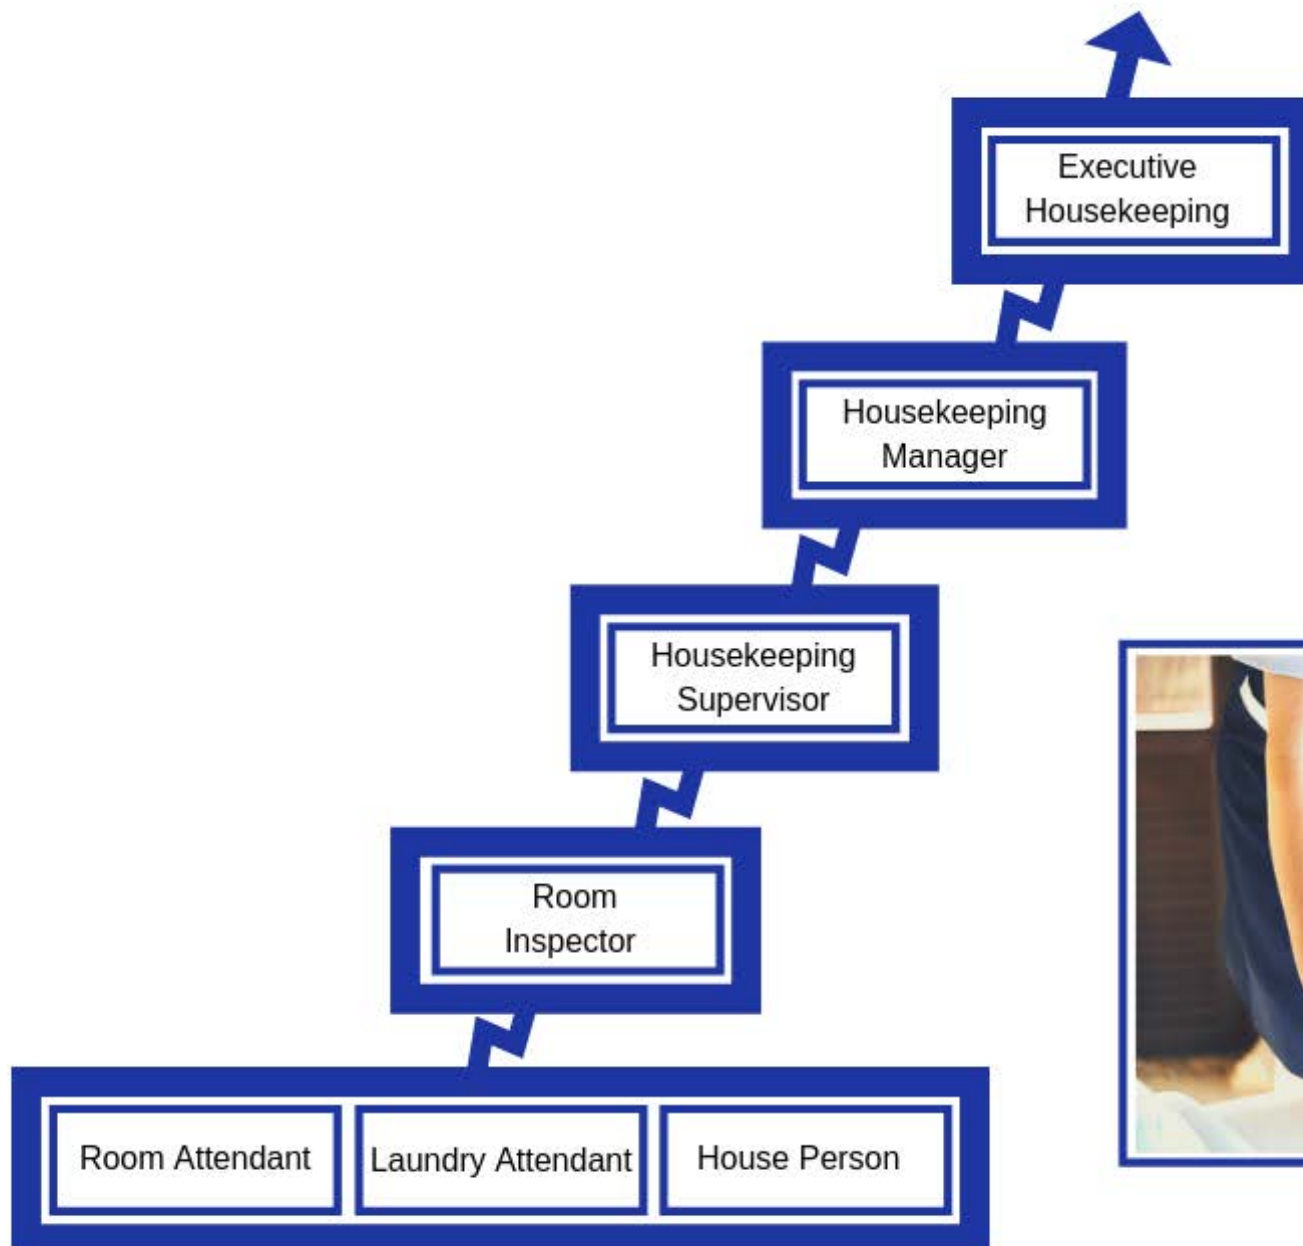 Executive
Housekeeping
Housekeeping
Manager
Housekeeping
Supervisor
Room
Inspector
Room Attendant
Laundry Attendant
House Person